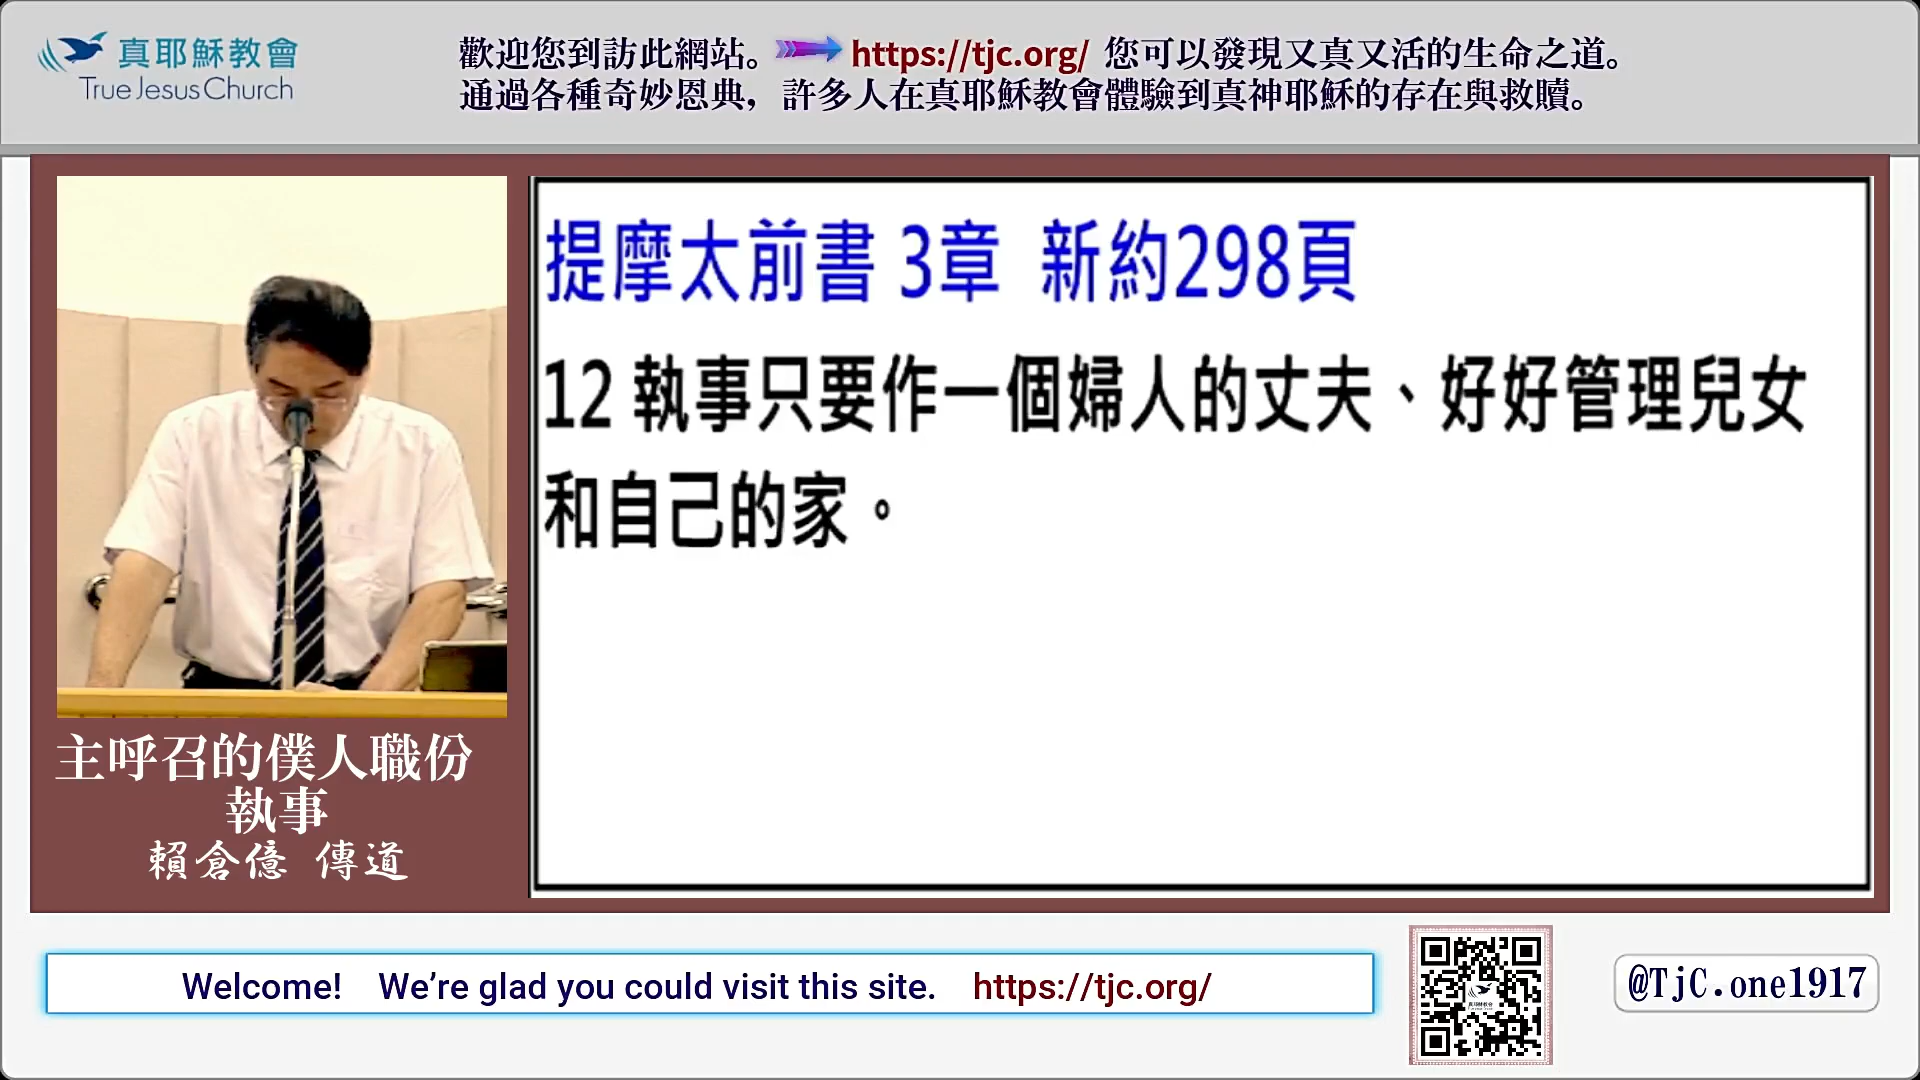 真耶穌教會
True Jesus Church
歡迎您到訪此網站。 https://tjc.org/ 您可以發現又真又活的生命之道。
通過各種奇妙恩典，許多人在真耶穌教會體驗到真神耶穌的存在與救贖。
提摩太前書 3章 新約298頁
12 執事只要作一個婦人的丈夫、好好管理兒女
和自己的家。
主呼召的僕人職份
執事
賴倉億 傳道
Welcome! We’re glad you could visit this site. https://tjc.org/
@TjC.one1917